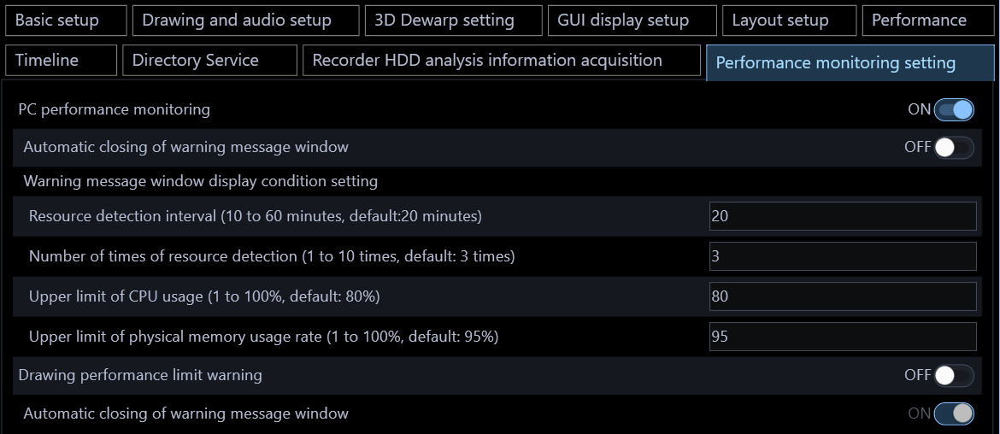 Basic setup
Drawing and audio setup
3D Dewarp setting
GUI display setup
Layout setup
Performance
Timeline
Directory Service
Recorder HDD analysis information acquisition
Performance monitoring setting
PC performance monitoring ON
Automatic closing of warning message window OFF
Warning message window display condition setting
Resource detection interval (10 to 60 minutes, default:20 minutes) 20
Number of times of resource detection (1 to 10 times, default: 3 times) 3
Upper limit of CPU usage (1 to 100%, default: 80%) 80
Upper limit of physical memory usage rate (1 to 100%, default: 95%) 95
Drawing performance limit warning OFF
Automatic closing of warning message window ON